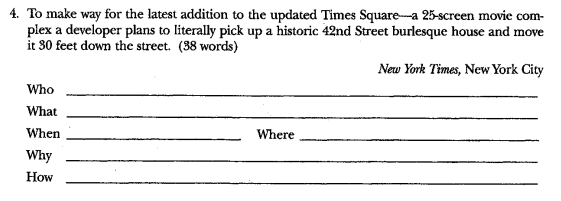 4. To make way for the latest addition to the updated Times Square—a 25-screen movie com-
plex a developer plans to literally pick up a historic 42nd Street burlesque house and move
it 30 feet down the street. (38 words)
New York Times, New York City
Who
What
When Where
Why
How